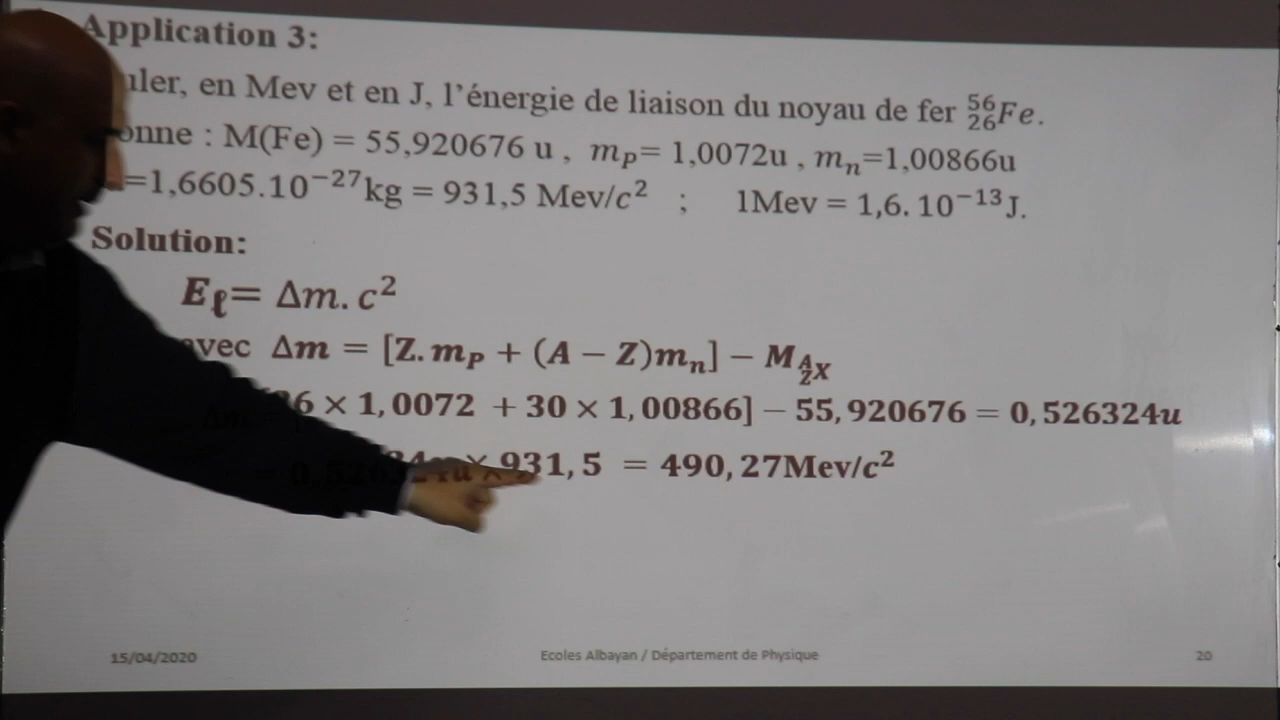 Application 3:
uler, en Mev et en J, l'énergie de liaison du noyau de fer ⁵⁶₂₆Fe.
onne : M(Fe) = 55,920676 u , m_P= 1,0072u , m_n=1,00866u
=1,6605.10⁻²⁷kg = 931,5 Mev/c² ; 1Mev = 1,6. 10⁻¹³J.
Solution:
E_ℓ= Δm. c²
avec Δm = [Z. m_P + (A − Z)m_n] − M_{ᴬ_ZX}
6 × 1, 0072 + 30 × 1, 00866] − 55, 920676 = 0, 526324u
= 0,526324u × 931, 5 = 490, 27Mev/c²
15/04/2020 Ecoles Albayan / Département de Physique 20